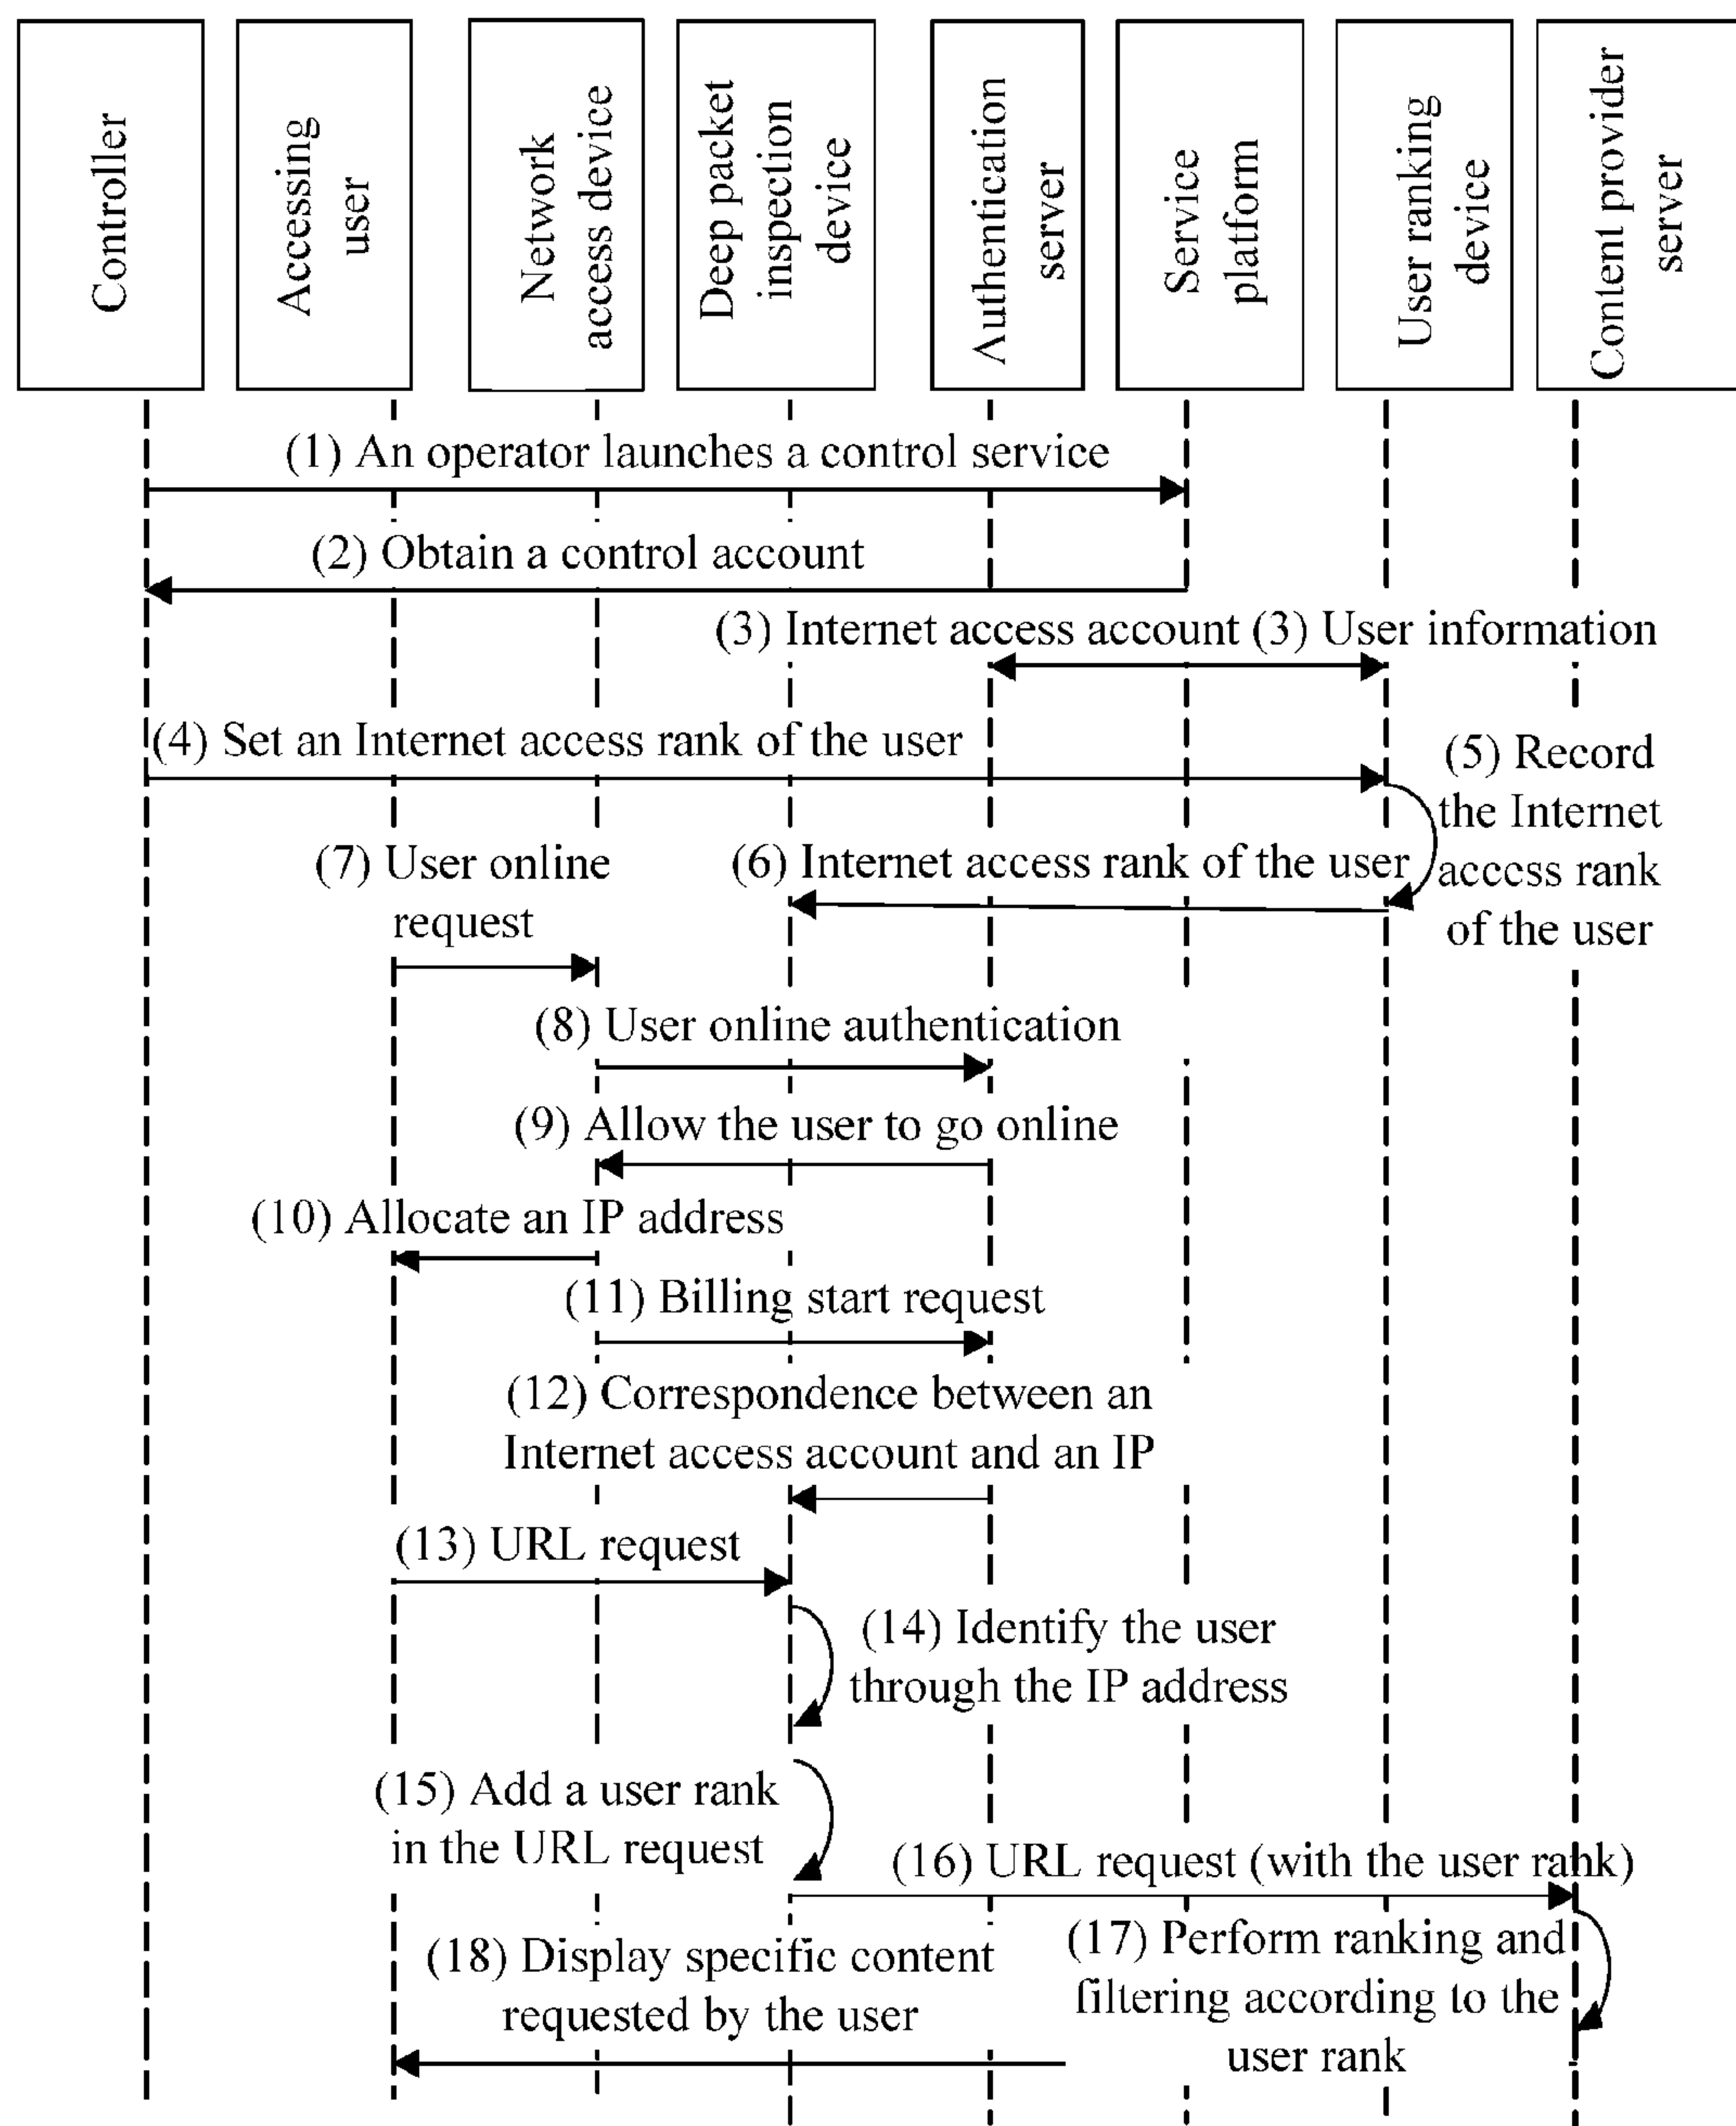 Controller
Accessing
user
Network
access device
Deep packet
inspection
device
Authentication
server
Service
platform
User ranking
device
Content provider
server
(1) An operator launches a control service
(2) Obtain a control account
(3) Internet access account (3) User information
(4) Set an Internet access rank of the user
(5) Record
the Internet
access rank
of the user
(6) Internet access rank of the user
(7) User online
request
(8) User online authentication
(9) Allow the user to go online
(10) Allocate an IP address
(11) Billing start request
(12) Correspondence between an
Internet access account and an IP
(13) URL request
(14) Identify the user
through the IP address
(15) Add a user rank
in the URL request
(16) URL request (with the user rank)
(17) Perform ranking and
filtering according to the
user rank
(18) Display specific content
requested by the user